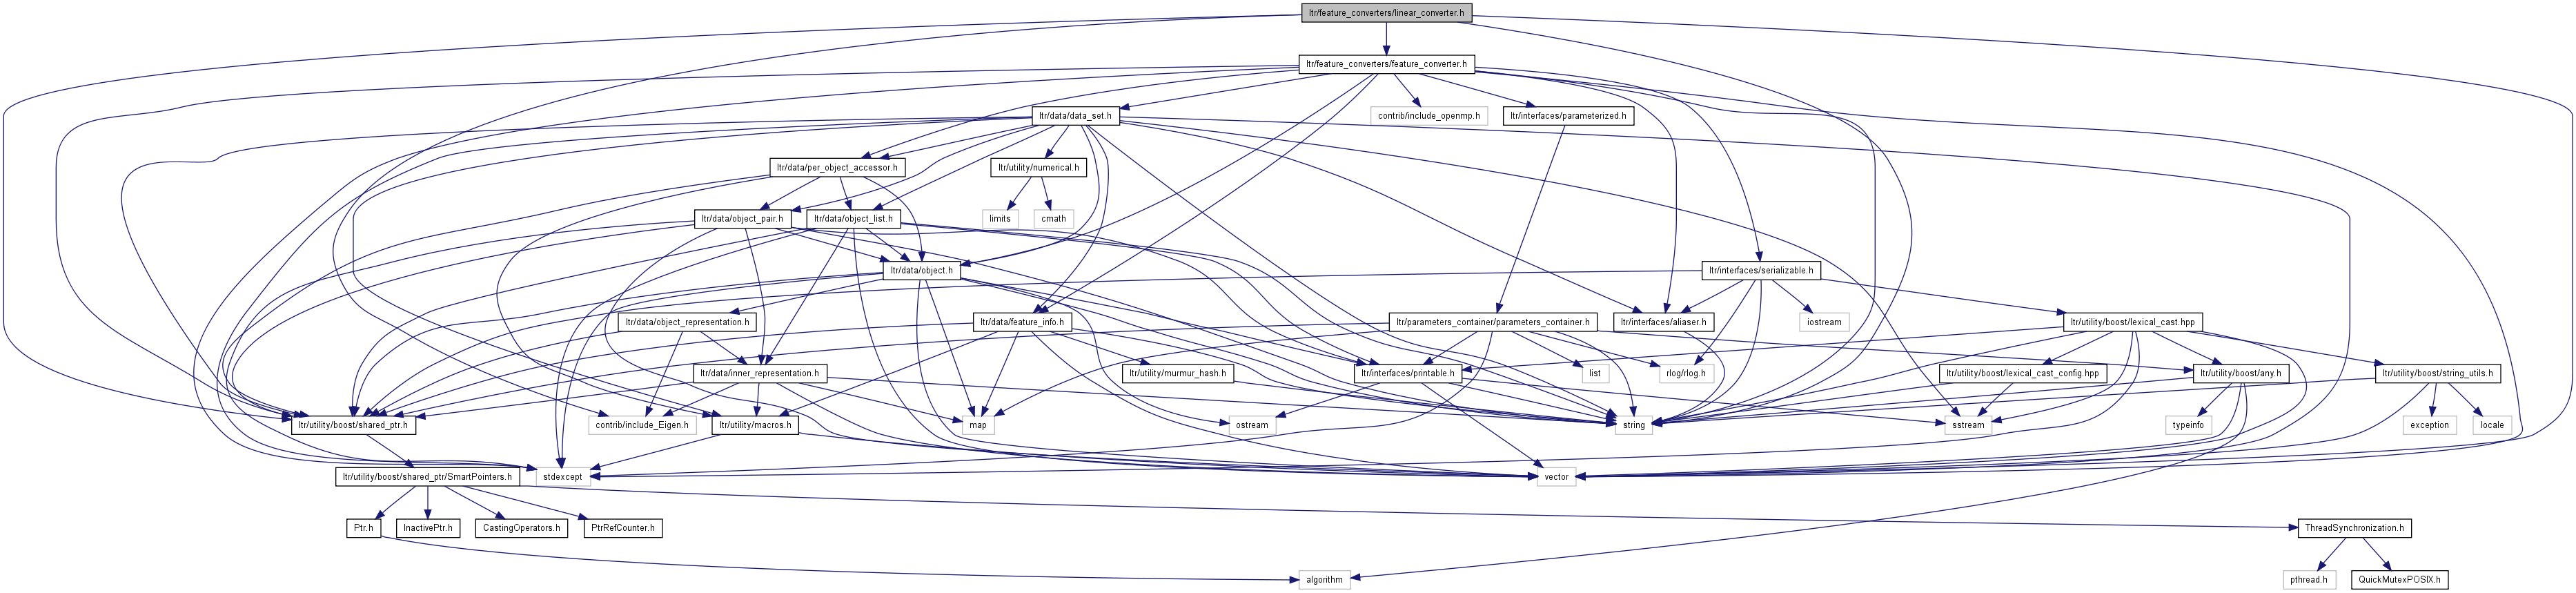 ltr/feature_converters/linear_converter.h
ltr/feature_converters/feature_converter.h
ltr/data/data_set.h
contrib/include_openmp.h
ltr/interfaces/parameterized.h
ltr/data/per_object_accessor.h
ltr/utility/numerical.h
ltr/data/object_pair.h
ltr/data/object_list.h
limits
cmath
ltr/data/object.h
ltr/interfaces/serializable.h
ltr/data/object_representation.h
ltr/data/feature_info.h
ltr/parameters_container/parameters_container.h
ltr/interfaces/aliaser.h
iostream
ltr/utility/boost/lexical_cast.hpp
ltr/data/inner_representation.h
ltr/utility/murmur_hash.h
ltr/interfaces/printable.h
list
rlog/rlog.h
ltr/utility/boost/lexical_cast_config.hpp
ltr/utility/boost/any.h
ltr/utility/boost/string_utils.h
ltr/utility/boost/shared_ptr.h
contrib/include_Eigen.h
ltr/utility/macros.h
map
ostream
string
sstream
typeinfo
exception
locale
ltr/utility/boost/shared_ptr/SmartPointers.h
stdexcept
vector
Ptr.h
InactivePtr.h
CastingOperators.h
PtrRefCounter.h
ThreadSynchronization.h
algorithm
pthread.h
QuickMutexPOSIX.h